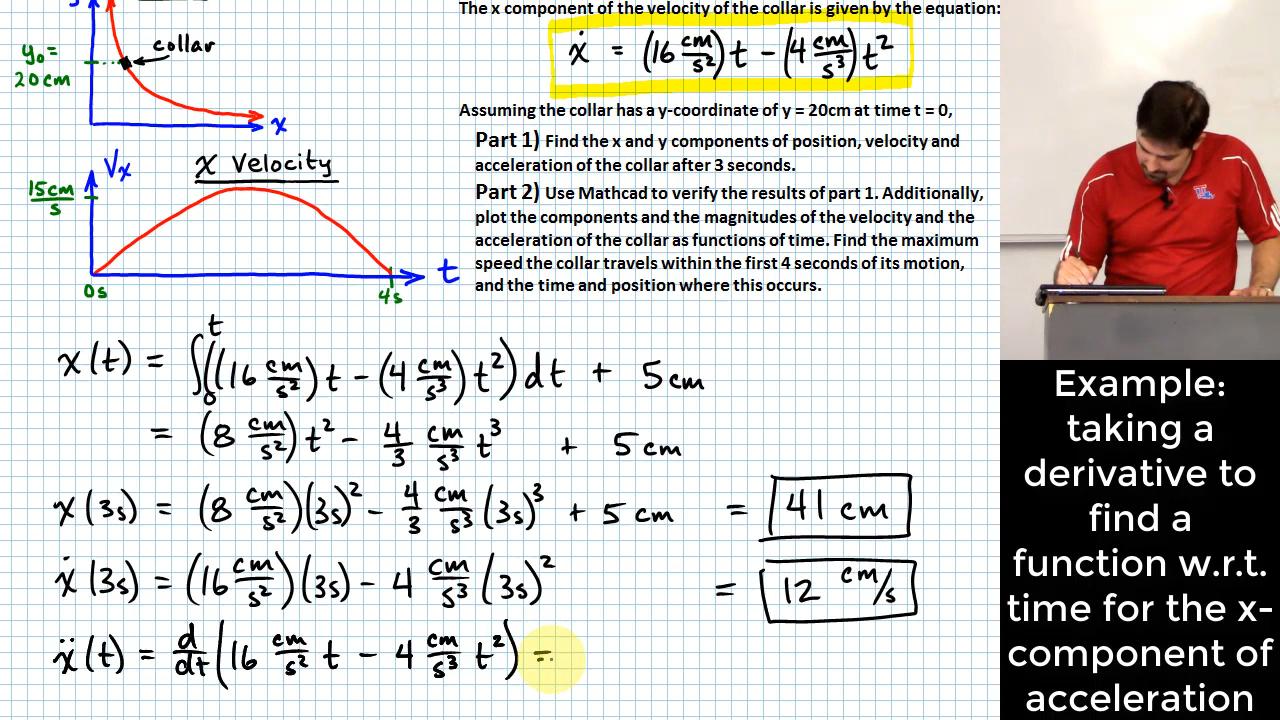 The x component of the velocity of the collar is given by the equation:
ẋ = (16 cm/s²) t − (4 cm/s³) t²
y₀ =
20 cm
collar
x
Assuming the collar has a y-coordinate of y = 20cm at time t = 0,
Part 1) Find the x and y components of position, velocity and
acceleration of the collar after 3 seconds.
Part 2) Use Mathcad to verify the results of part 1. Additionally,
plot the components and the magnitudes of the velocity and the
acceleration of the collar as functions of time. Find the maximum
speed the collar travels within the first 4 seconds of its motion,
and the time and position where this occurs.
Vx
X Velocity
15cm/s
t
0s
4s
x(t) = ∫₀ᵗ ((16 cm/s²) t − (4 cm/s³) t²) dt + 5cm
= (8 cm/s²) t² − 4/3 cm/s³ t³ + 5cm
x(3s) = (8 cm/s²)(3s)² − 4/3 cm/s³ (3s)³ + 5 cm = 41 cm
ẋ(3s) = (16 cm/s²)(3s) − 4 cm/s³ (3s)² = 12 cm/s
ẍ(t) = d/dt (16 cm/s² t − 4 cm/s³ t²) =
Example:
taking a
derivative to
find a
function w.r.t.
time for the x-
component of
acceleration